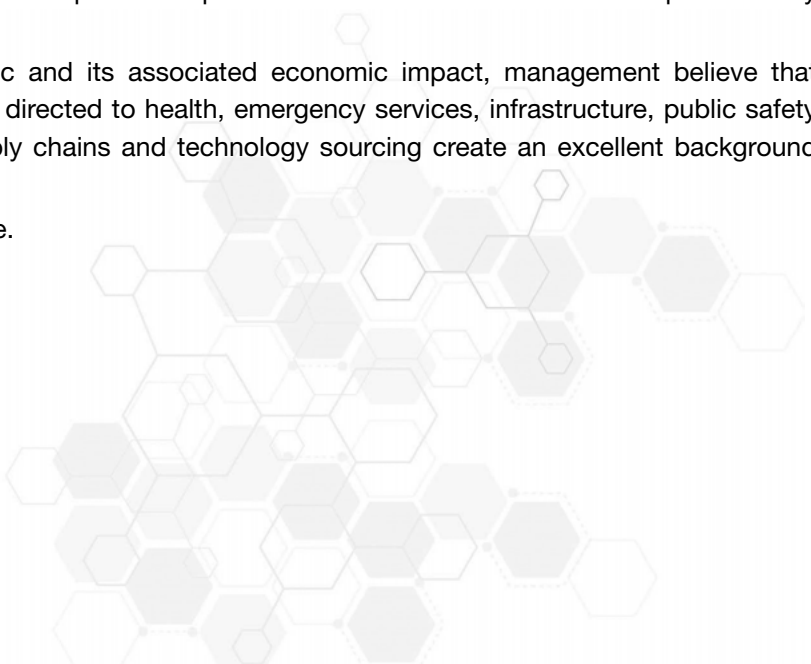 c and its associated economic impact, management believe that
directed to health, emergency services, infrastructure, public safety
ly chains and technology sourcing create an excellent background
e.